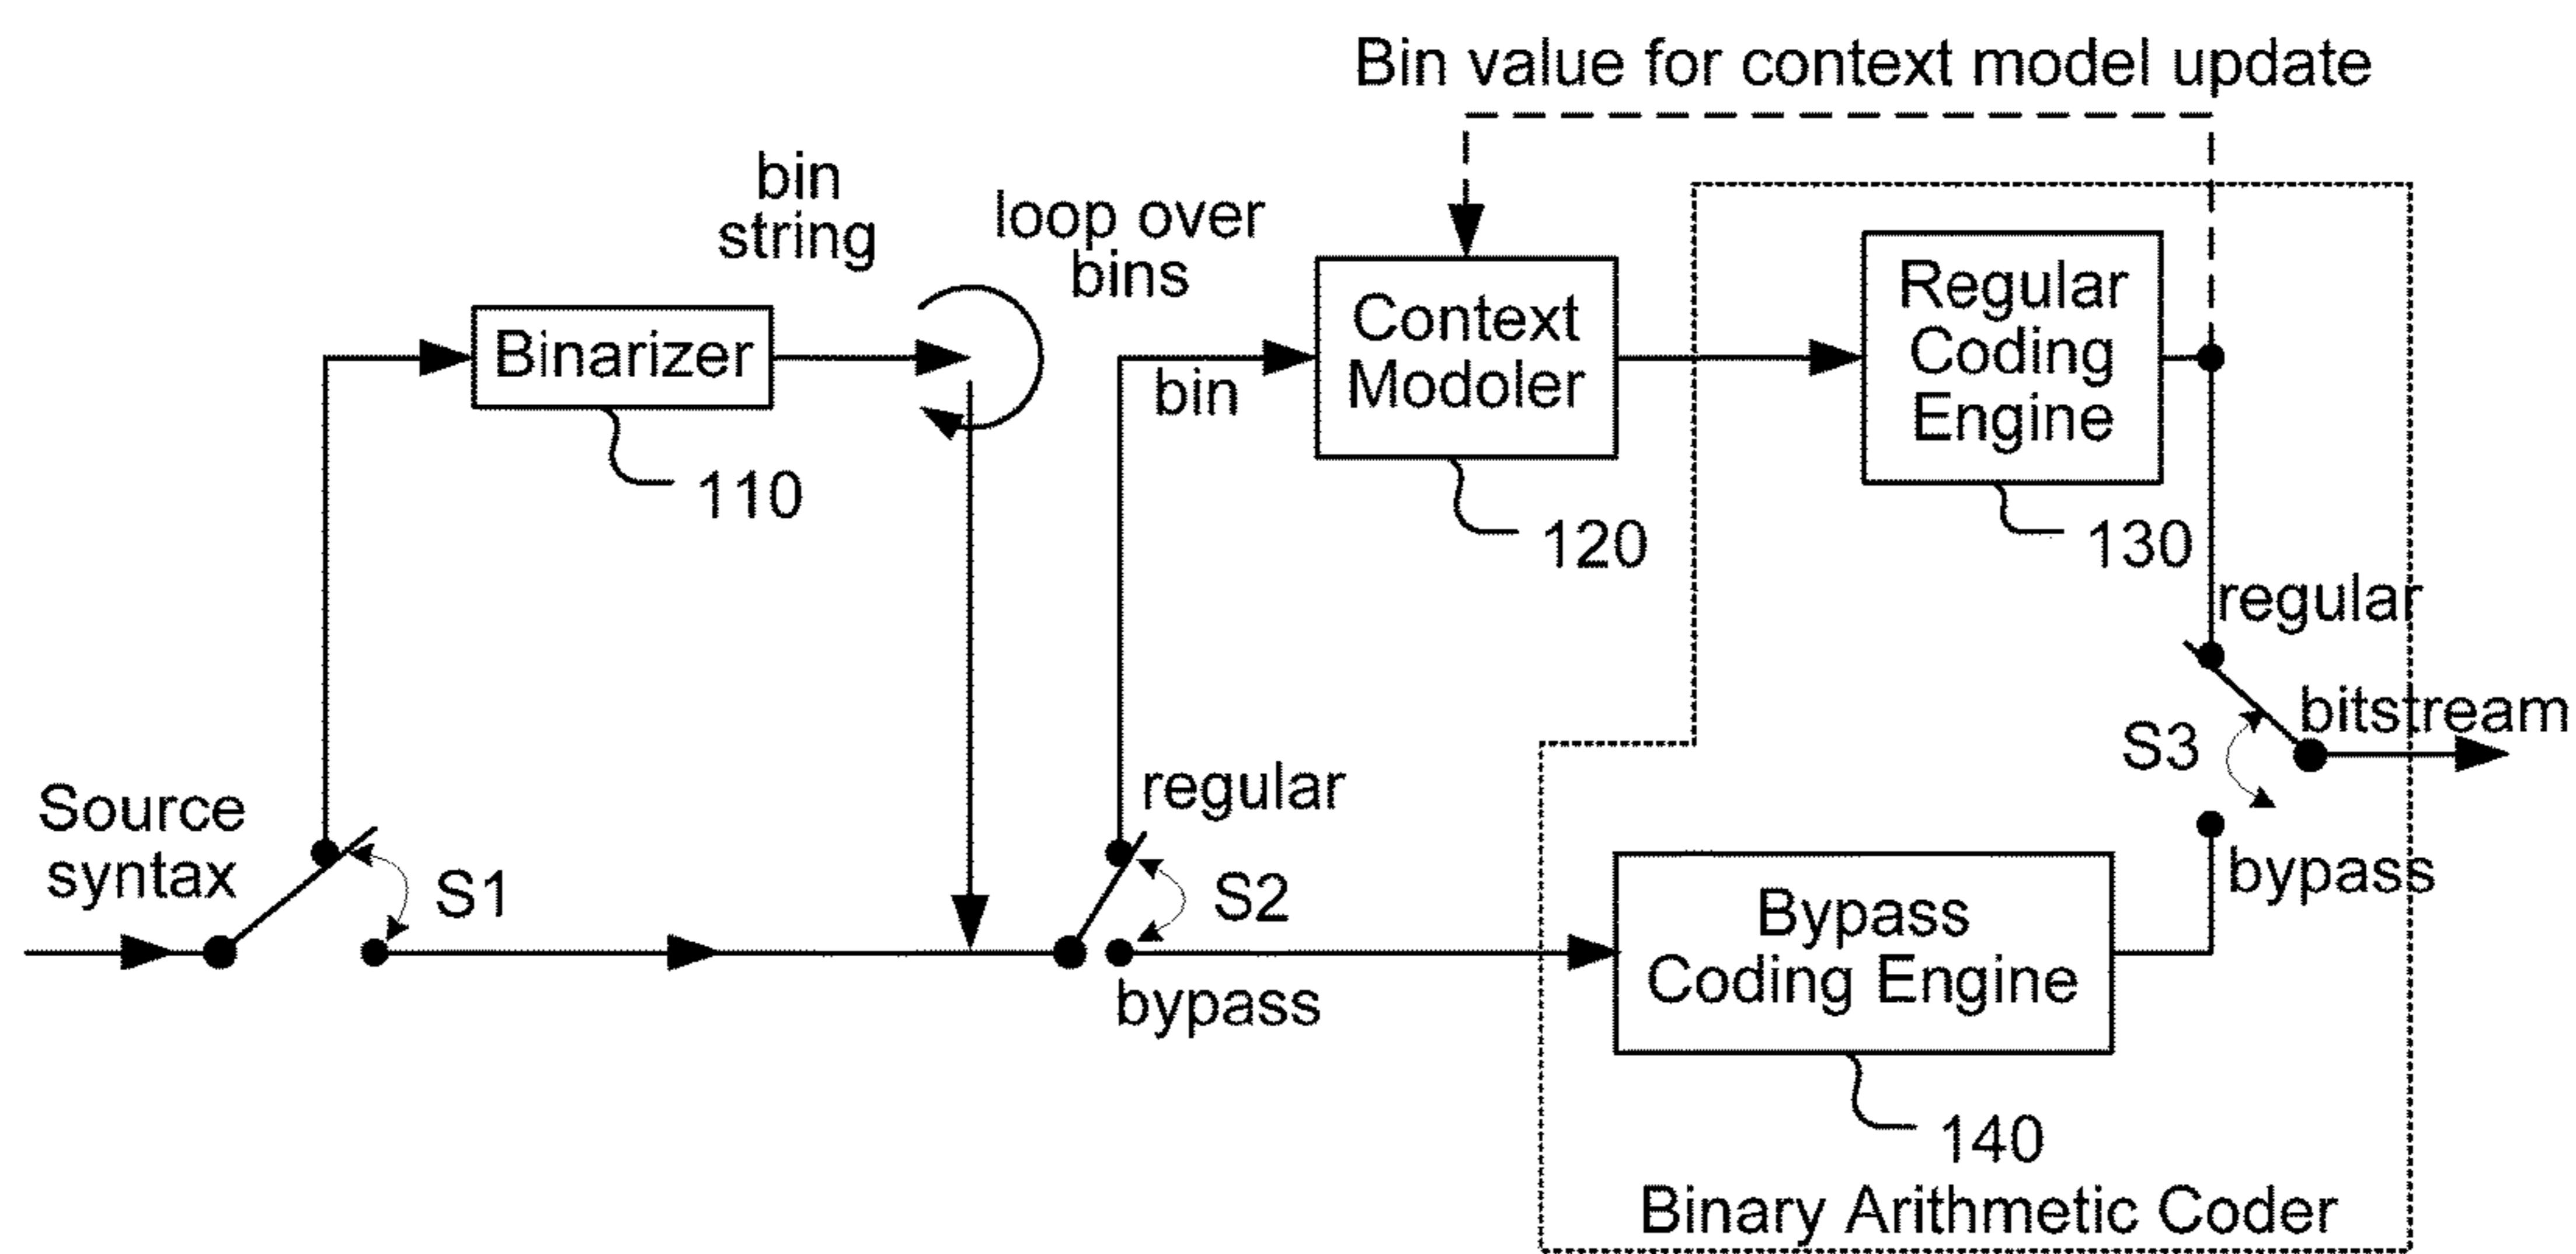 Bin value for context model update
bin
string
loop over
bins
Binarizer
110
bin
Context
Modoler
120
Regular
Coding
Engine
130
regular
Source
syntax
S1
regular
S2
bypass
S3
bitstream
bypass
Bypass
Coding Engine
140
Binary Arithmetic Coder